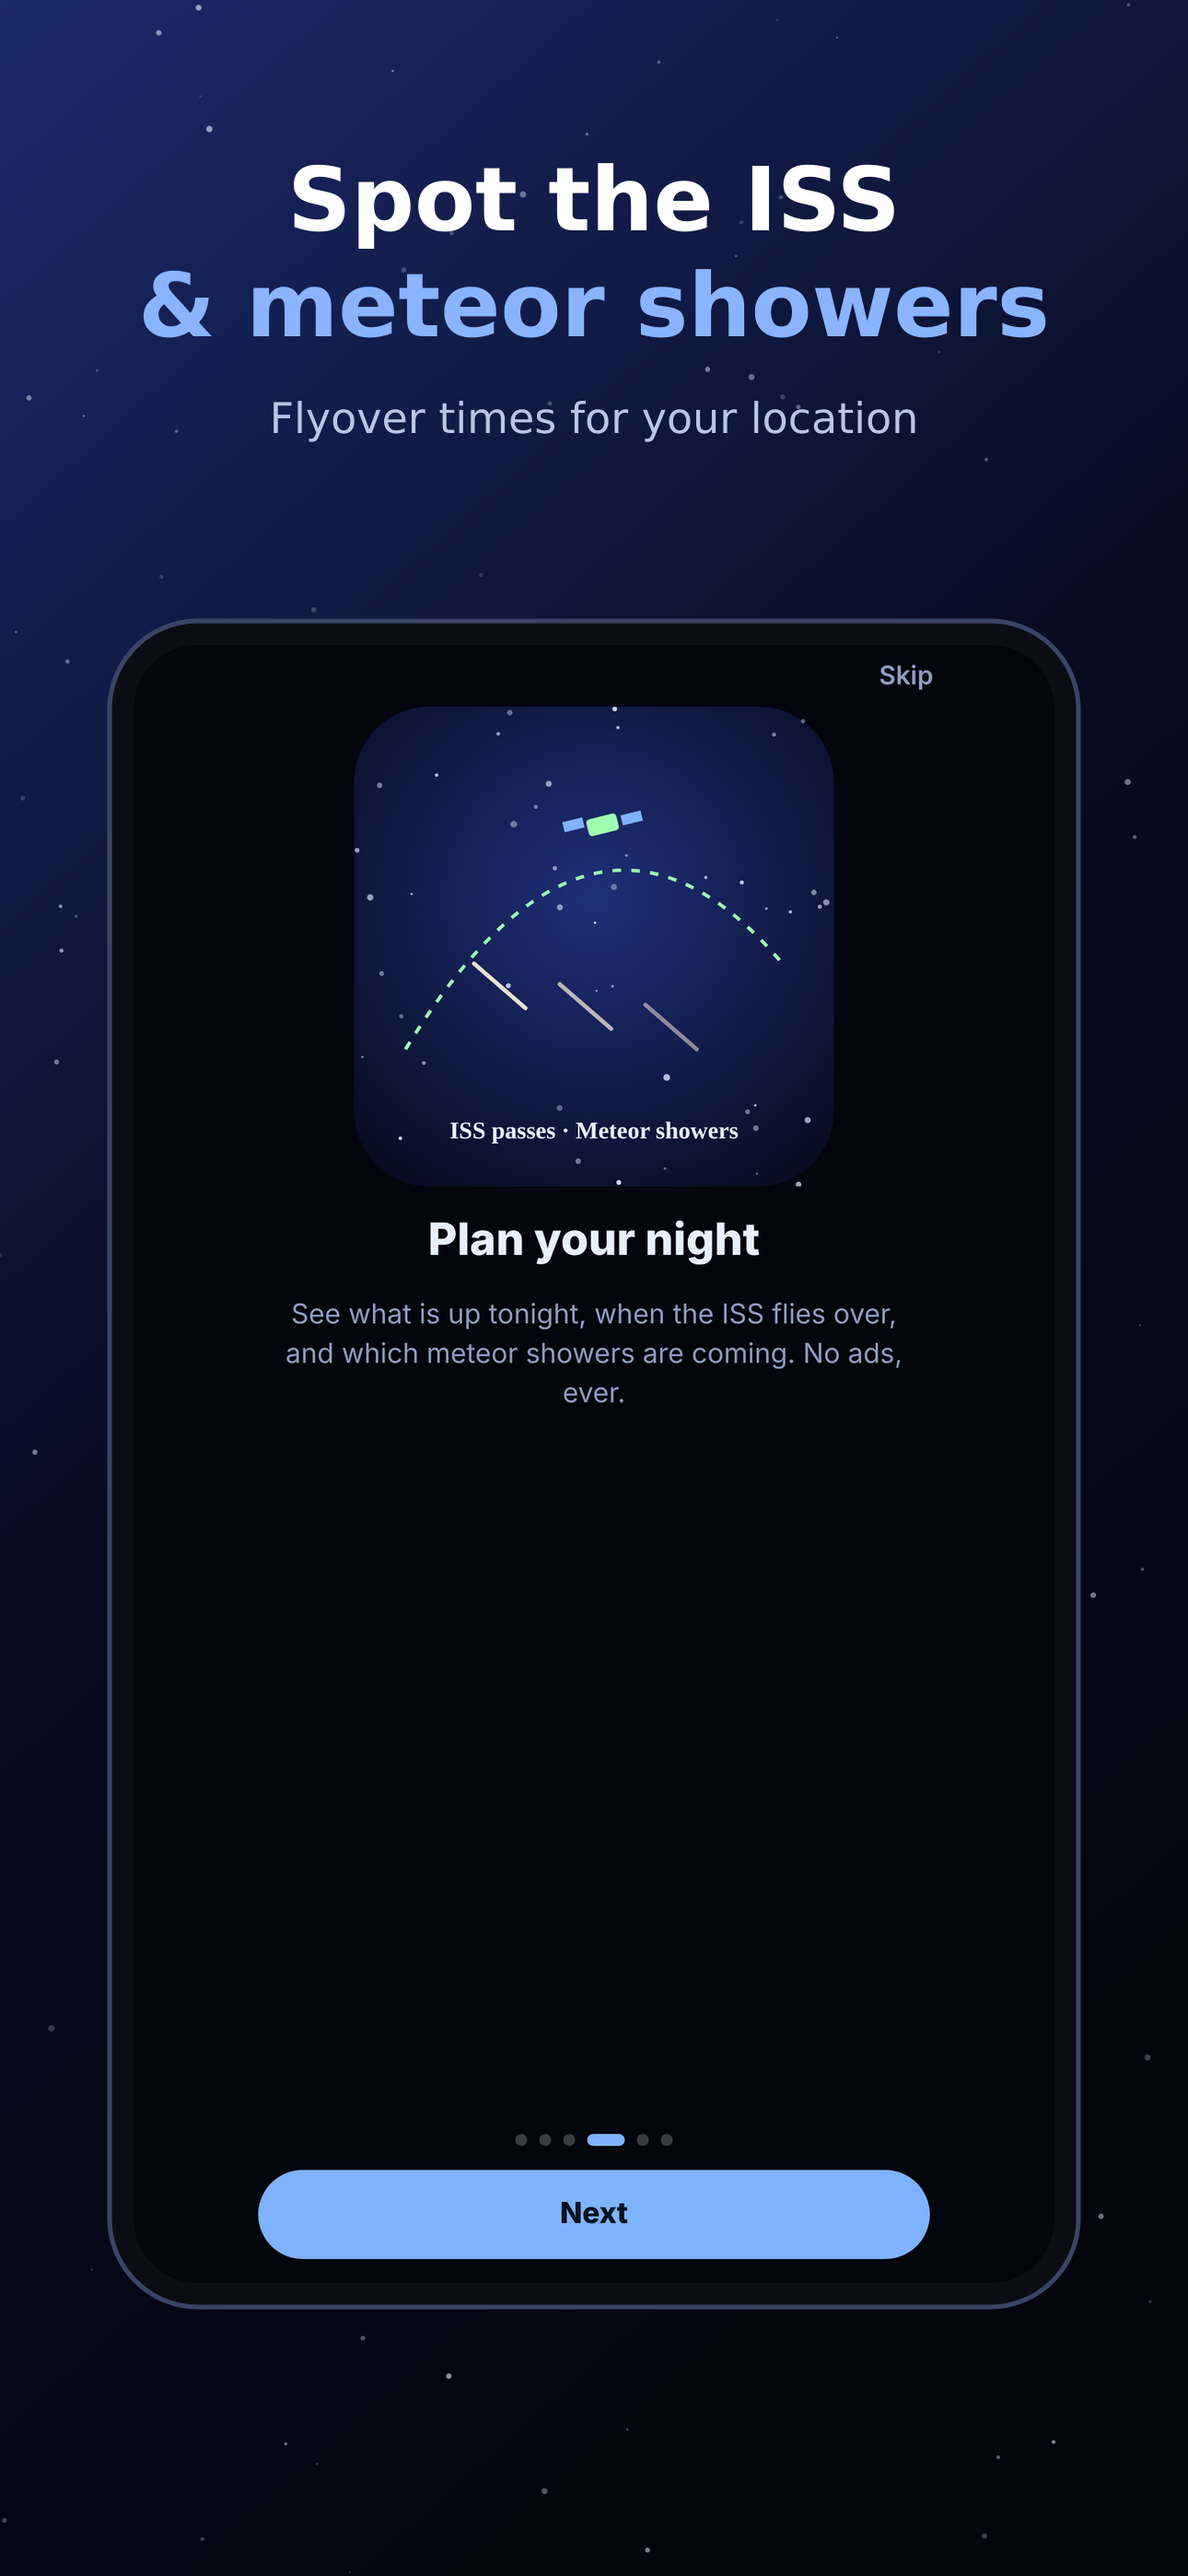 Spot the ISS
& meteor showers
Flyover times for your location
Skip
ISS passes · Meteor showers
Plan your night
See what is up tonight, when the ISS flies over,
and which meteor showers are coming. No ads,
ever.
Next